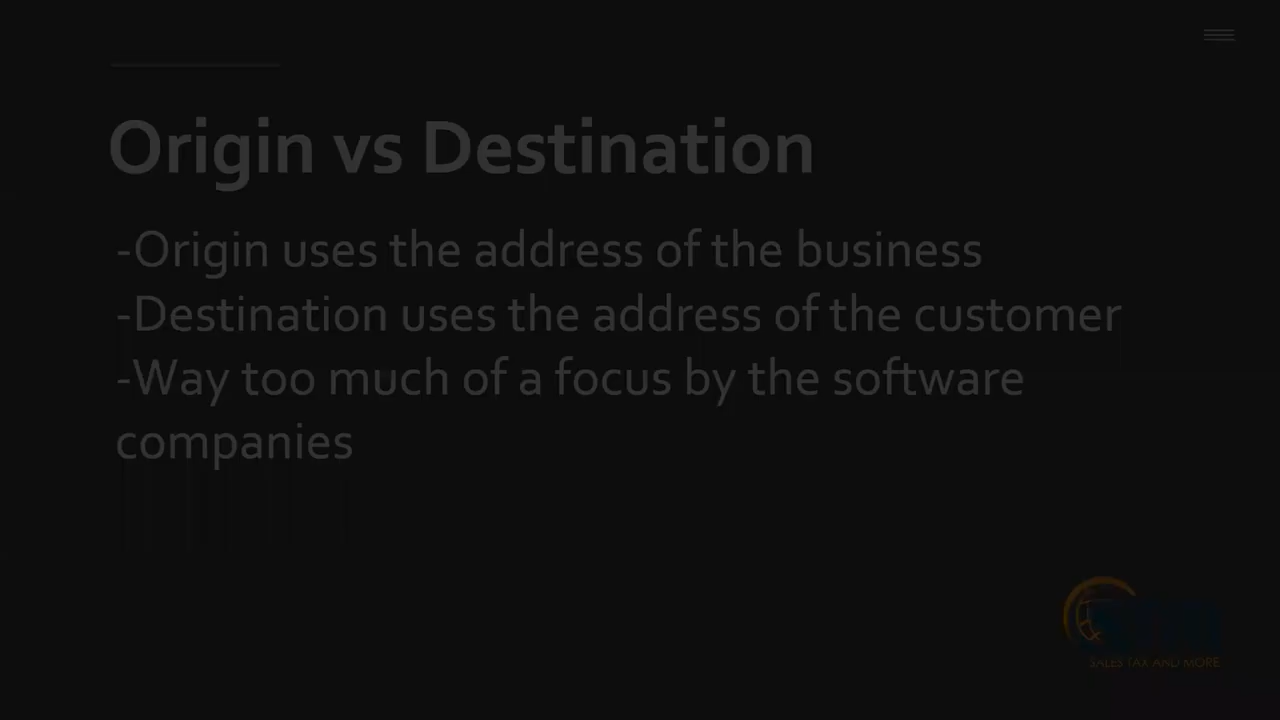 Origin vs Destination
-Origin uses the address of the business
-Destination uses the address of the customer
-Way too much of a focus by the software
companies
stm
SALES TAX AND MORE